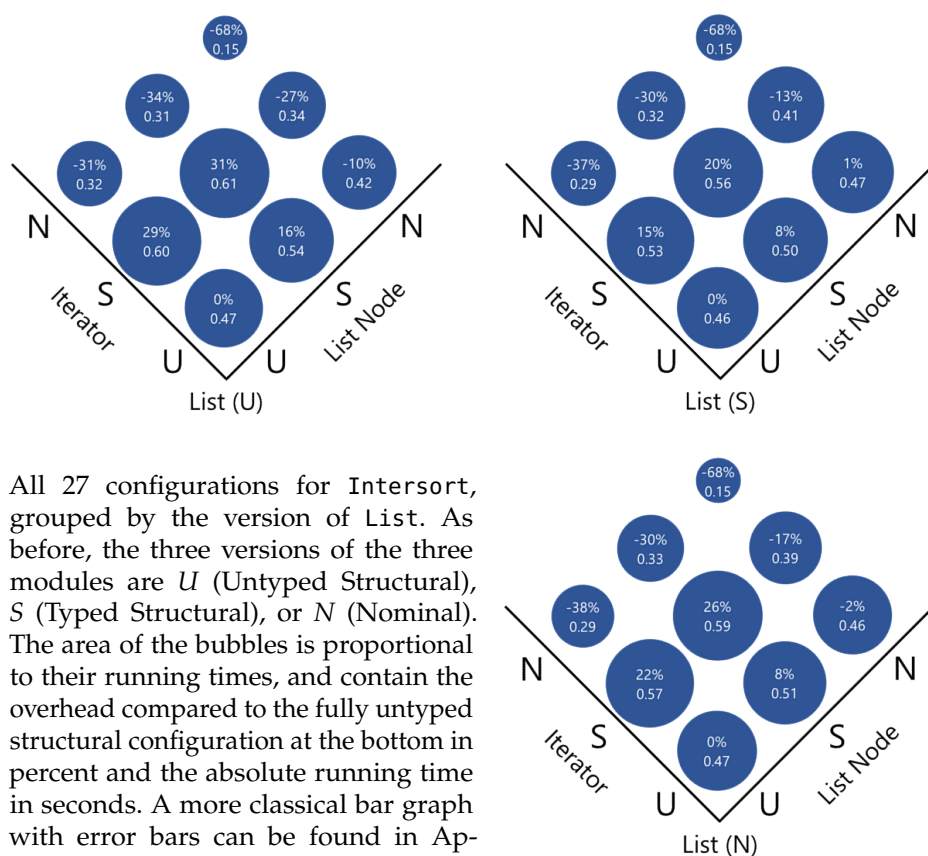 -68%
0.15
-34%
0.31
-27%
0.34
-31%
0.32
31%
0.61
-10%
0.42
N
29%
0.60
16%
0.54
N
S
0%
0.47
S
Iterator
List Node
U
U
List (U)
-68%
0.15
-30%
0.32
-13%
0.41
-37%
0.29
20%
0.56
1%
0.47
N
15%
0.53
8%
0.50
N
S
0%
0.46
S
Iterator
List Node
U
U
List (S)
All 27 configurations for Intersort,
grouped by the version of List. As
before, the three versions of the three
modules are U (Untyped Structural),
S (Typed Structural), or N (Nominal).
The area of the bubbles is proportional
to their running times, and contain the
overhead compared to the fully untyped
structural configuration at the bottom in
percent and the absolute running time
in seconds. A more classical bar graph
with error bars can be found in Ap-
-68%
0.15
-30%
0.33
-17%
0.39
-38%
0.29
26%
0.59
-2%
0.46
N
22%
0.57
8%
0.51
N
S
0%
0.47
S
Iterator
List Node
U
U
List (N)